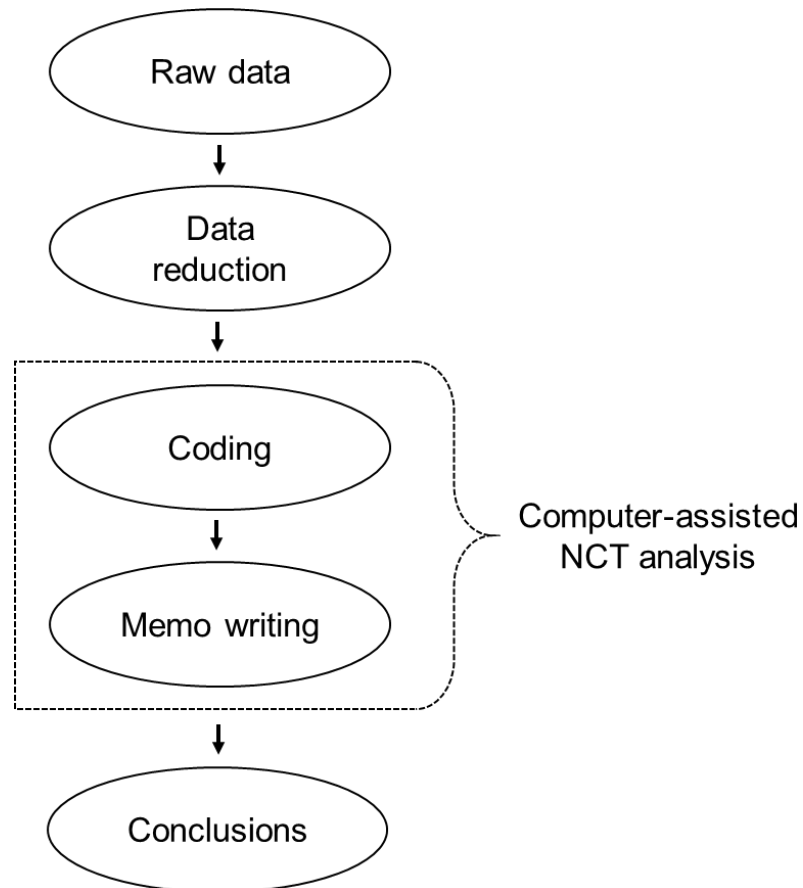 Raw data
Data
reduction
Coding
Computer-assisted
NCT analysis
Memo writing
Conclusions